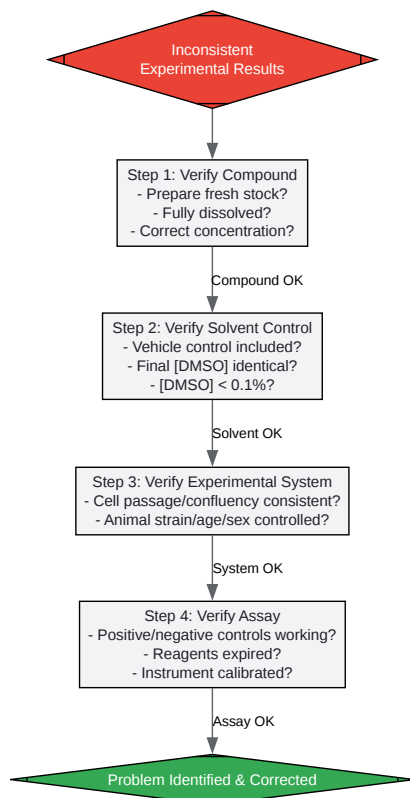 Inconsistent
Experimental Results
Step 1: Verify Compound
- Prepare fresh stock?
- Fully dissolved?
- Correct concentration?
Compound OK
Step 2: Verify Solvent Control
- Vehicle control included?
- Final [DMSO] identical?
- [DMSO] < 0.1%?
Solvent OK
Step 3: Verify Experimental System
- Cell passage/confluency consistent?
- Animal strain/age/sex controlled?
System OK
Step 4: Verify Assay
- Positive/negative controls working?
- Reagents expired?
- Instrument calibrated?
Assay OK
Problem Identified & Corrected